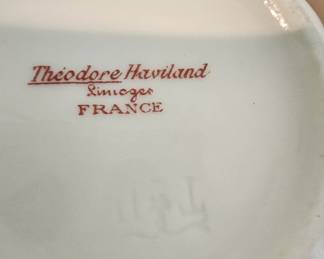 Théodore Haviland
Limoges
FRANCE